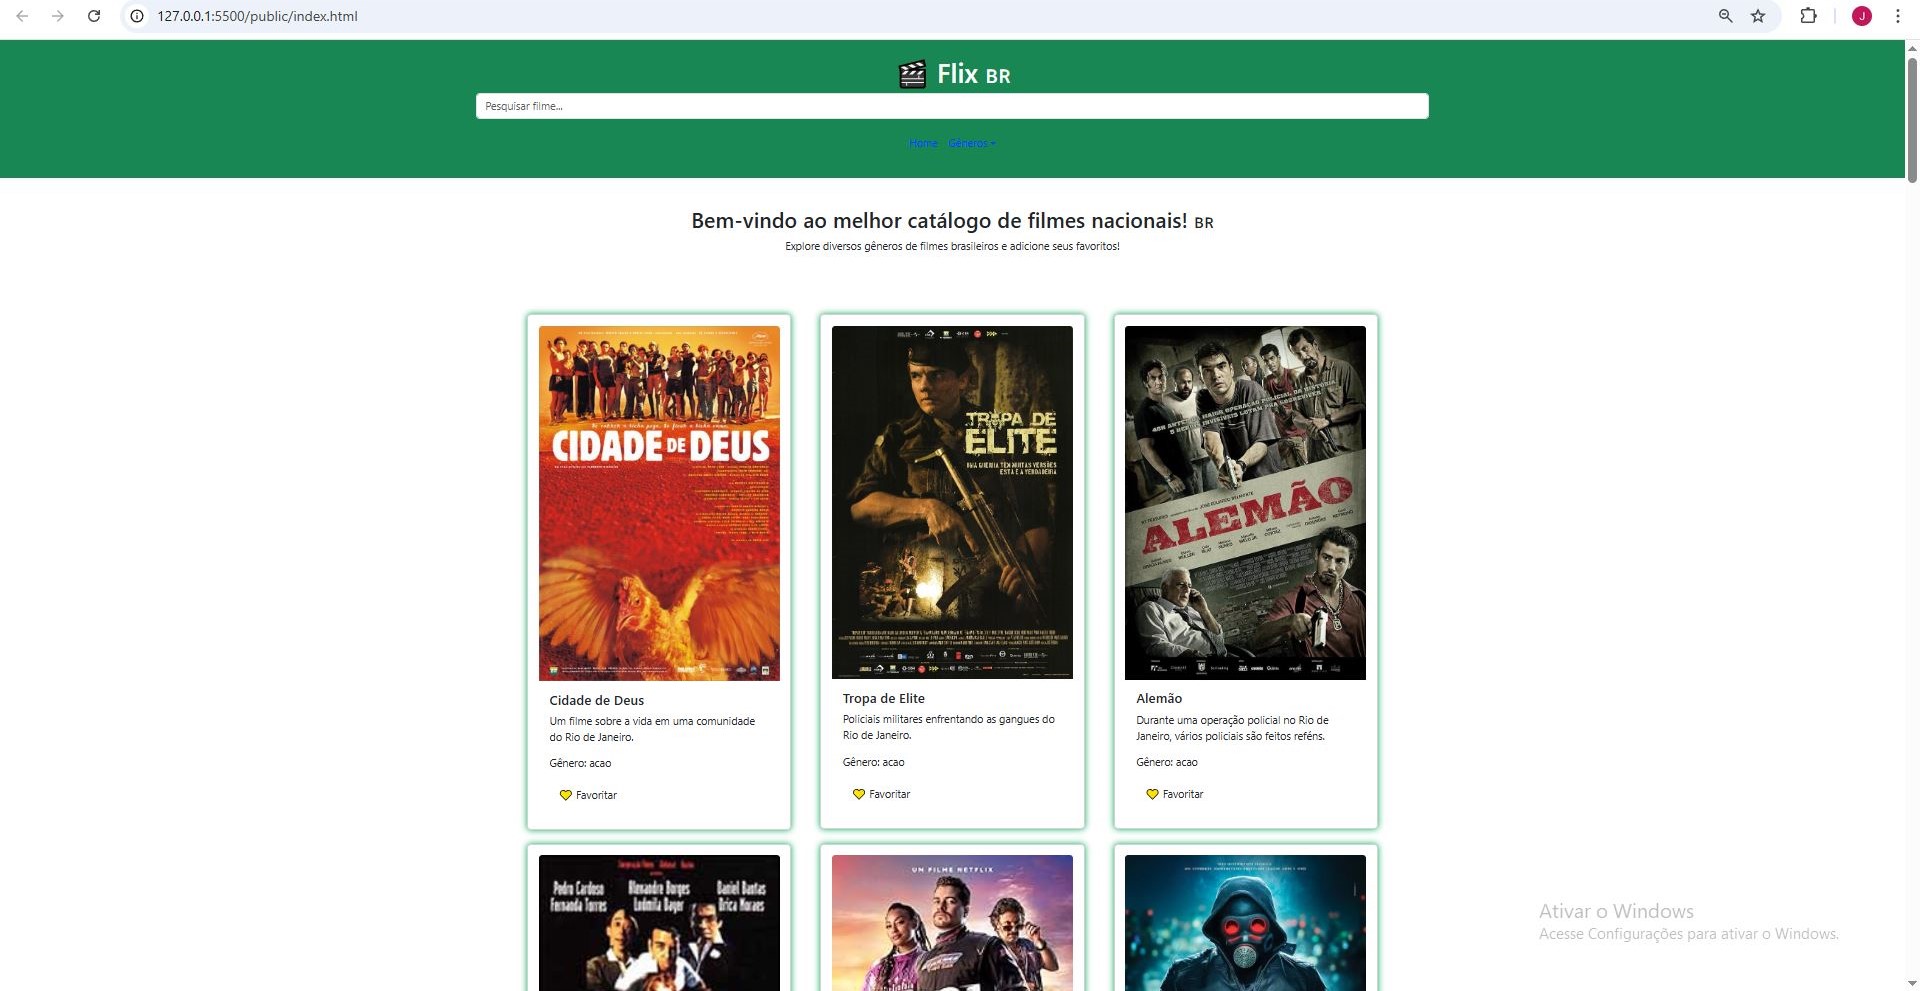 127.0.0.1:5500/public/index.html
J
Flix BR
Pesquisar filme...
Home Gêneros
Bem-vindo ao melhor catálogo de filmes nacionais! BR
Explore diversos gêneros de filmes brasileiros e adicione seus favoritos!
CIDADE DE DEUS
TROPA DE
ELITE
UMA GUERRA TEM MUITAS VERSÕES
ESTA É A VERDADEIRA
ALEMÃO
Cidade de Deus
Um filme sobre a vida em uma comunidade
do Rio de Janeiro.
Gênero: acao
Favoritar
Tropa de Elite
Policiais militares enfrentando as gangues do
Rio de Janeiro.
Gênero: acao
Favoritar
Alemão
Durante uma operação policial no Rio de
Janeiro, vários policiais são feitos reféns.
Gênero: acao
Favoritar
Pedro Cardoso Alexandre Borges Daniel Dantas
Fernanda Torres
UM FILME NETFLIX
Ativar o Windows
Acesse Configurações para ativar o Windows.